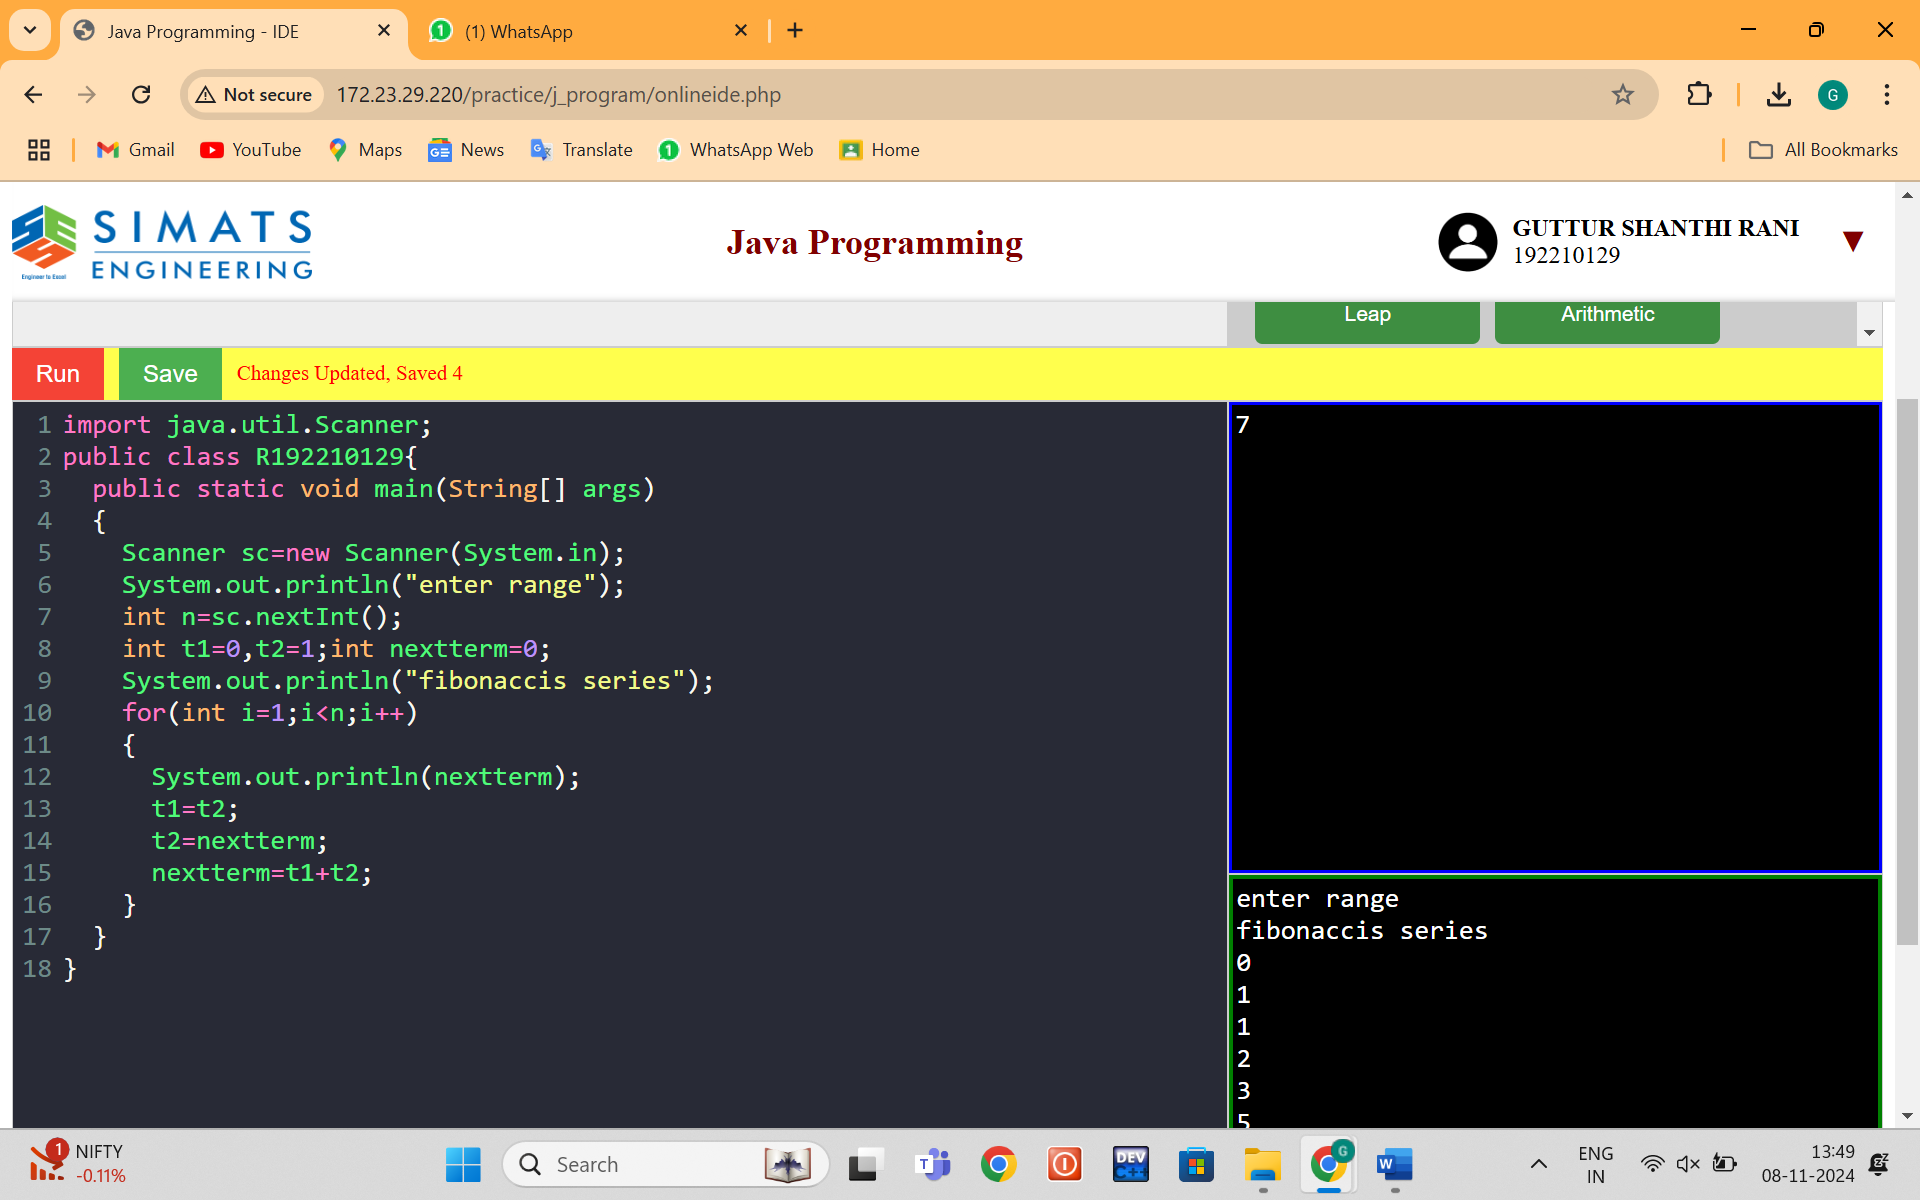 Java Programming - IDE
(1) WhatsApp
Not secure
172.23.29.220/practice/j_program/onlineide.php
G
Gmail
YouTube
Maps
News
Translate
WhatsApp Web
Home
All Bookmarks
SIMATS
ENGINEERING
Engineer to Excel
Java Programming
GUTTUR SHANTHI RANI
192210129
Leap
Arithmetic
Run
Save
Changes Updated, Saved 4
1 import java.util.Scanner;
2 public class R192210129{
3   public static void main(String[] args)
4   {
5     Scanner sc=new Scanner(System.in);
6     System.out.println("enter range");
7     int n=sc.nextInt();
8     int t1=0,t2=1;int nextterm=0;
9     System.out.println("fibonaccis series");
10     for(int i=1;i<n;i++)
11     {
12       System.out.println(nextterm);
13       t1=t2;
14       t2=nextterm;
15       nextterm=t1+t2;
16     }
17   }
18 }
7
enter range
fibonaccis series
0
1
1
2
3
5
1
NIFTY
-0.11%
Search
DEV
C++
G
ENG
IN
13:49
08-11-2024